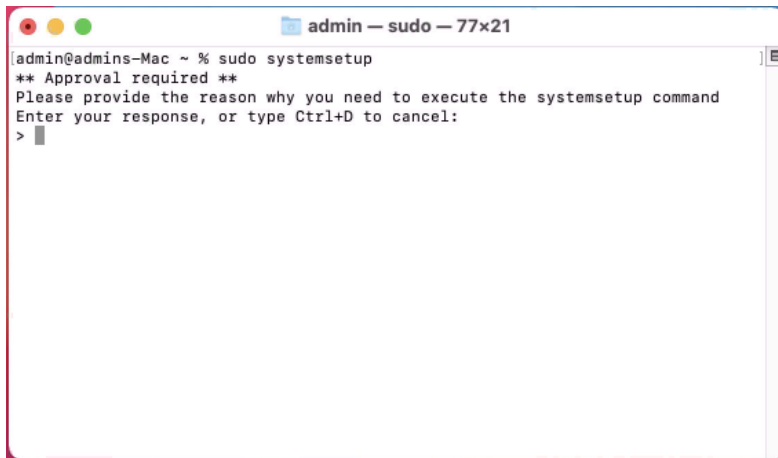 admin — sudo — 77×21
[admin@admins-Mac ~ % sudo systemsetup ]
** Approval required **
Please provide the reason why you need to execute the systemsetup command
Enter your response, or type Ctrl+D to cancel:
>